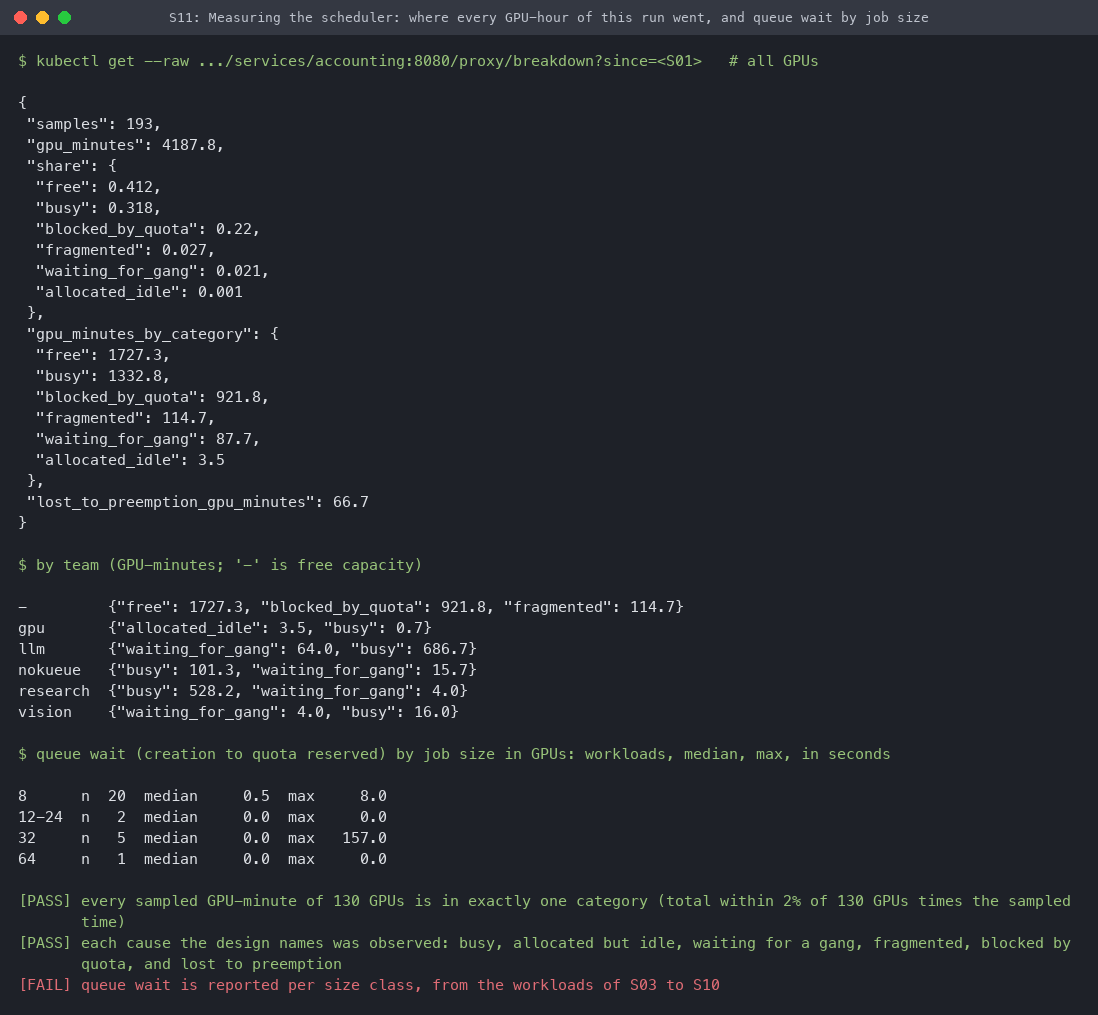 S11: Measuring the scheduler: where every GPU-hour of this run went, and queue wait by job size
$ kubectl get --raw .../services/accounting:8080/proxy/breakdown?since=<S01>   # all GPUs
{
 "samples": 193,
 "gpu_minutes": 4187.8,
 "share": {
  "free": 0.412,
  "busy": 0.318,
  "blocked_by_quota": 0.22,
  "fragmented": 0.027,
  "waiting_for_gang": 0.021,
  "allocated_idle": 0.001
 },
 "gpu_minutes_by_category": {
  "free": 1727.3,
  "busy": 1332.8,
  "blocked_by_quota": 921.8,
  "fragmented": 114.7,
  "waiting_for_gang": 87.7,
  "allocated_idle": 3.5
 },
 "lost_to_preemption_gpu_minutes": 66.7
}
$ by team (GPU-minutes; '-' is free capacity)
-         {"free": 1727.3, "blocked_by_quota": 921.8, "fragmented": 114.7}
gpu       {"allocated_idle": 3.5, "busy": 0.7}
llm       {"waiting_for_gang": 64.0, "busy": 686.7}
nokueue   {"busy": 101.3, "waiting_for_gang": 15.7}
research  {"busy": 528.2, "waiting_for_gang": 4.0}
vision    {"waiting_for_gang": 4.0, "busy": 16.0}
$ queue wait (creation to quota reserved) by job size in GPUs: workloads, median, max, in seconds
8      n  20  median     0.5  max     8.0
12-24  n   2  median     0.0  max     0.0
32     n   5  median     0.0  max   157.0
64     n   1  median     0.0  max     0.0
[PASS] every sampled GPU-minute of 130 GPUs is in exactly one category (total within 2% of 130 GPUs times the sampled
       time)
[PASS] each cause the design names was observed: busy, allocated but idle, waiting for a gang, fragmented, blocked by
       quota, and lost to preemption
[FAIL] queue wait is reported per size class, from the workloads of S03 to S10